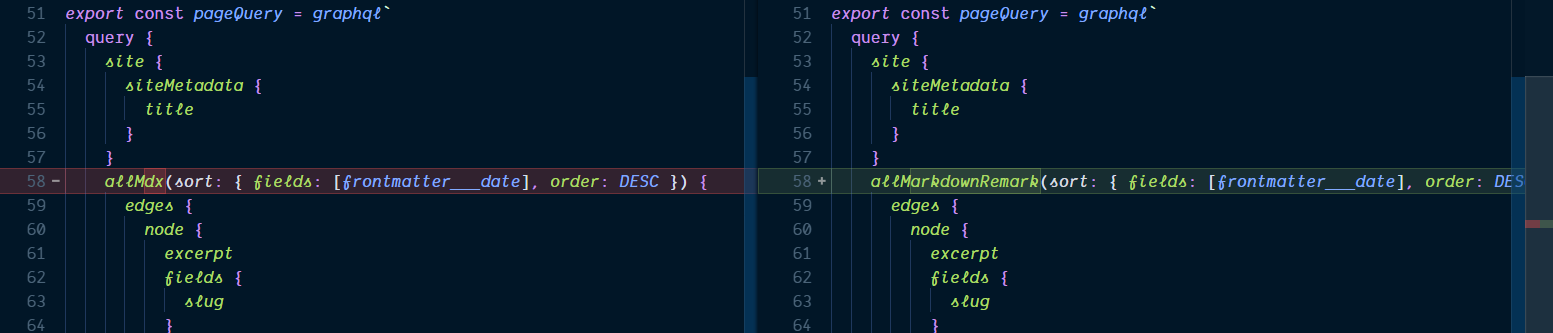 51 export const pageQuery = graphql`
52 query {
53 site {
54 siteMetadata {
55 title
56 }
57 }
58 - allMdx(sort: { fields: [frontmatter___date], order: DESC }) {
59 edges {
60 node {
61 excerpt
62 fields {
63 slug
64 }
51 export const pageQuery = graphql`
52 query {
53 site {
54 siteMetadata {
55 title
56 }
57 }
58 + allMarkdownRemark(sort: { fields: [frontmatter___date], order: DES
59 edges {
60 node {
61 excerpt
62 fields {
63 slug
64 }